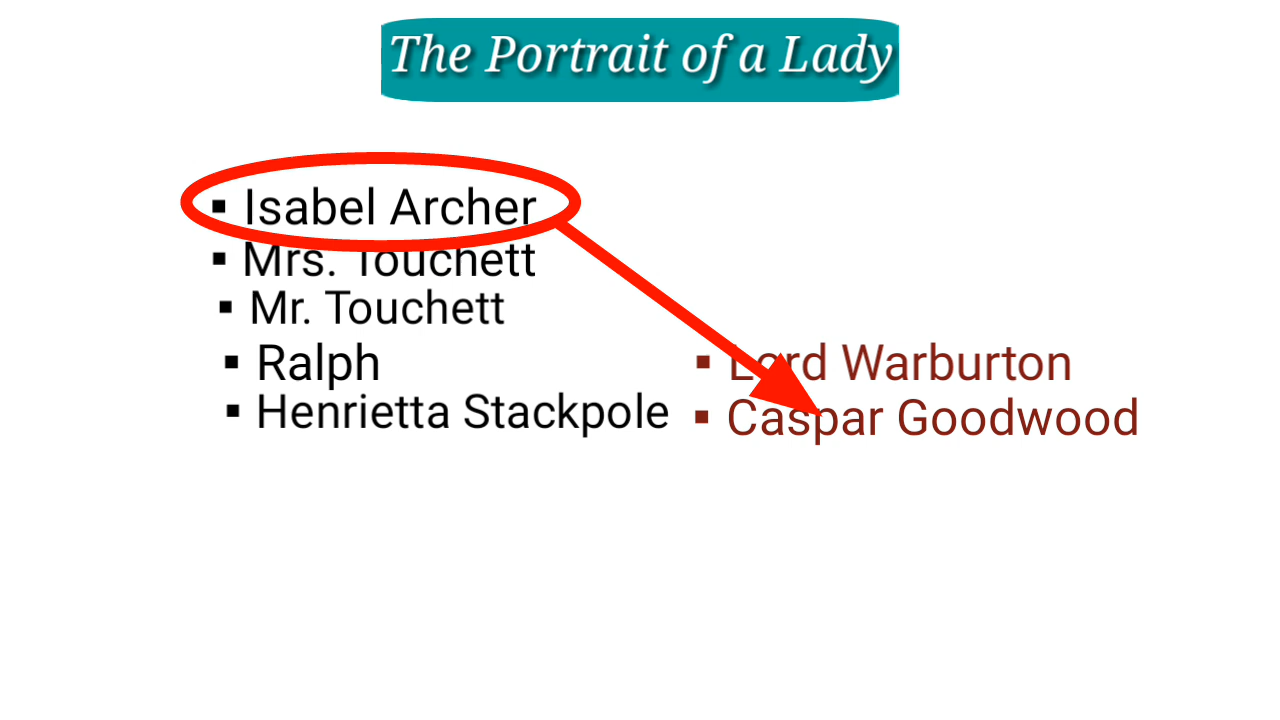 The Portrait of a Lady
▪ Isabel Archer
▪ Mrs. Touchett
▪ Mr. Touchett
▪ Ralph
▪ Henrietta Stackpole
▪ Lord Warburton
▪ Caspar Goodwood